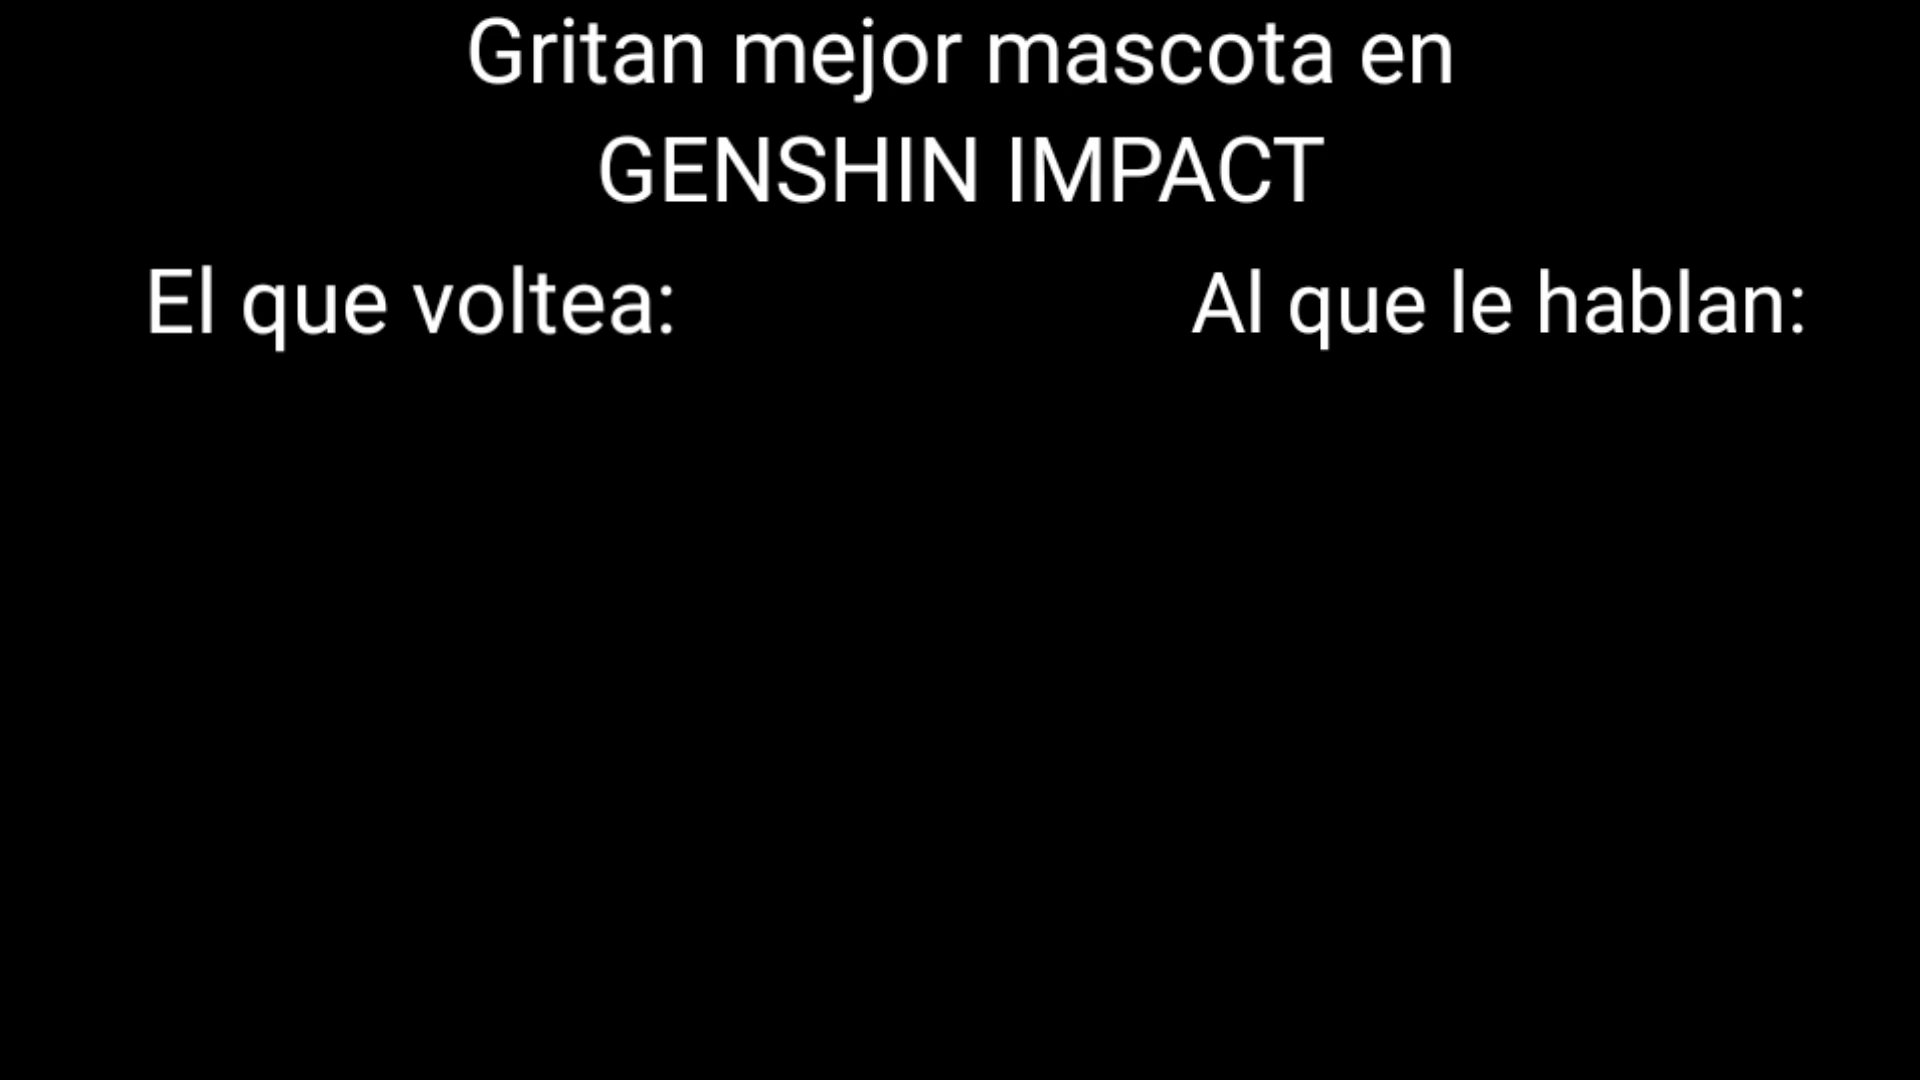 Gritan mejor mascota en
GENSHIN IMPACT
El que voltea:
Al que le hablan: